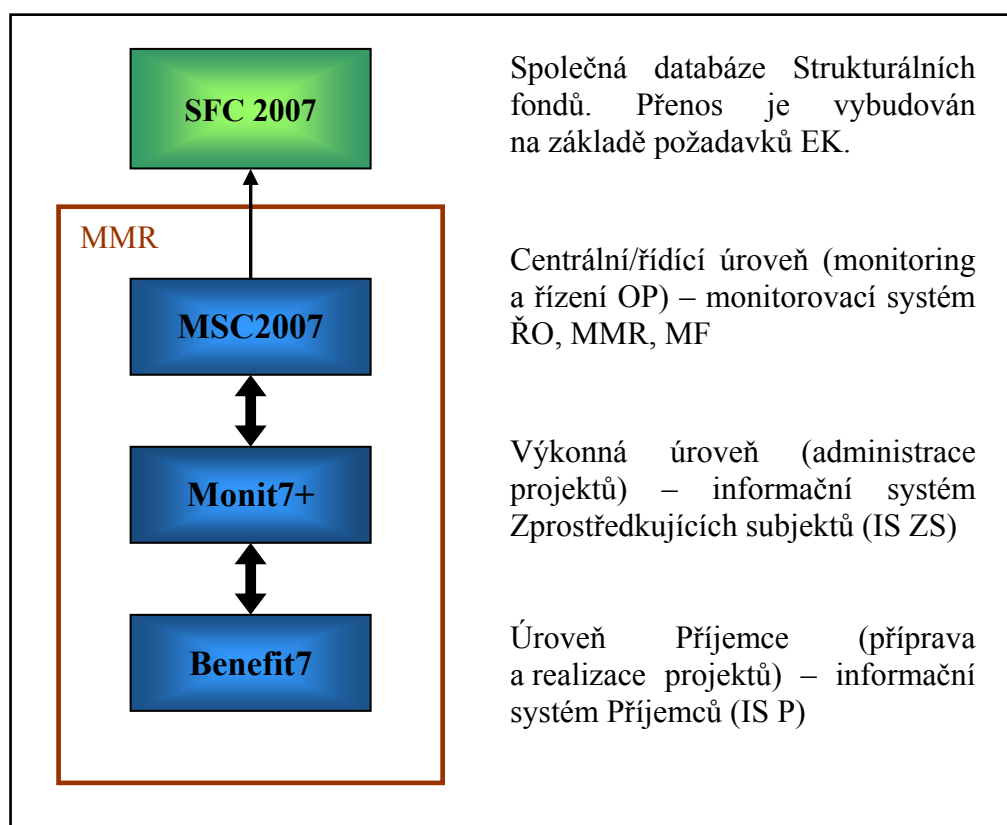 SFC 2007
Společná databáze Strukturálních
fondů. Přenos je vybudován
na základě požadavků EK.
MMR
MSC2007
Centrální/řídící úroveň (monitoring
a řízení OP) – monitorovací systém
ŘO, MMR, MF
Monit7+
Výkonná úroveň (administrace
projektů) – informační systém
Zprostředkujících subjektů (IS ZS)
Benefit7
Úroveň Příjemce (příprava
a realizace projektů) – informační
systém Příjemců (IS P)